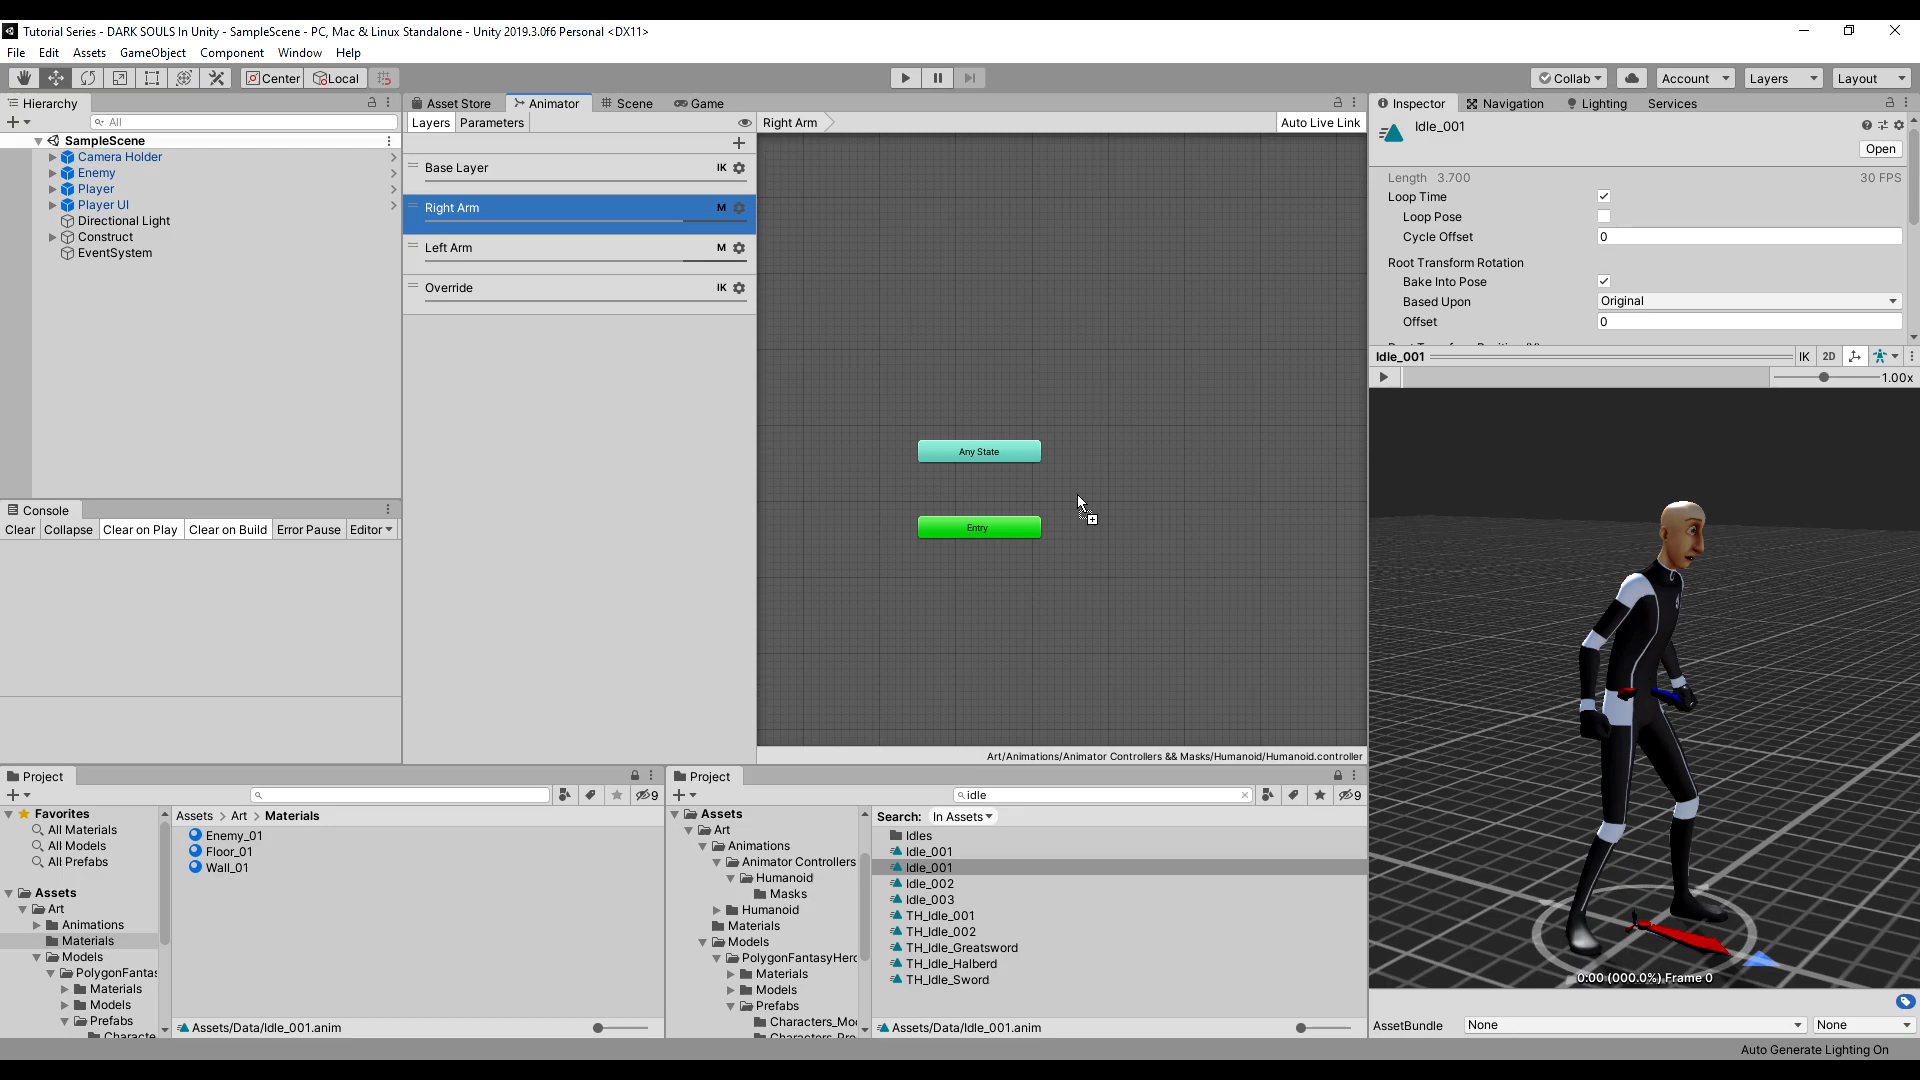 Tutorial Series - DARK SOULS In Unity - SampleScene - PC, Mac & Linux Standalone - Unity 2019.3.0f6 Personal <DX11>
File Edit Assets GameObject Component Window Help
Center Local Collab Account Layers Layout
Hierarchy
All
SampleScene
Camera Holder
Enemy
Player
Player UI
Directional Light
Construct
EventSystem
Console
Clear Collapse Clear on Play Clear on Build Error Pause Editor
Asset Store Animator Scene Game
Layers Parameters
Right Arm
Auto Live Link
Base Layer IK
Right Arm M
Left Arm M
Override IK
Any State
Entry
Art/Animations/Animator Controllers && Masks/Humanoid/Humanoid.controller
Inspector Navigation Lighting Services
Idle_001
Open
Length 3.700 30 FPS
Loop Time
Loop Pose
Cycle Offset 0
Root Transform Rotation
Bake Into Pose
Based Upon Original
Offset 0
Idle_001 IK 2D
1.00x
0:00 (000.0%) Frame 0
AssetBundle None None
Auto Generate Lighting On
Project
9
Favorites
All Materials
All Models
All Prefabs
Assets
Art
Animations
Materials
Models
PolygonFantas
Materials
Models
Prefabs
Characte
Assets > Art > Materials
Enemy_01
Floor_01
Wall_01
Assets/Data/Idle_001.anim
Project
idle
9
Assets
Art
Animations
Animator Controllers
Humanoid
Masks
Humanoid
Materials
Models
PolygonFantasyHero
Materials
Models
Prefabs
Characters_Mo
Search: In Assets
Idles
Idle_001
Idle_001
Idle_002
Idle_003
TH_Idle_001
TH_Idle_002
TH_Idle_Greatsword
TH_Idle_Halberd
TH_Idle_Sword
Assets/Data/Idle_001.anim